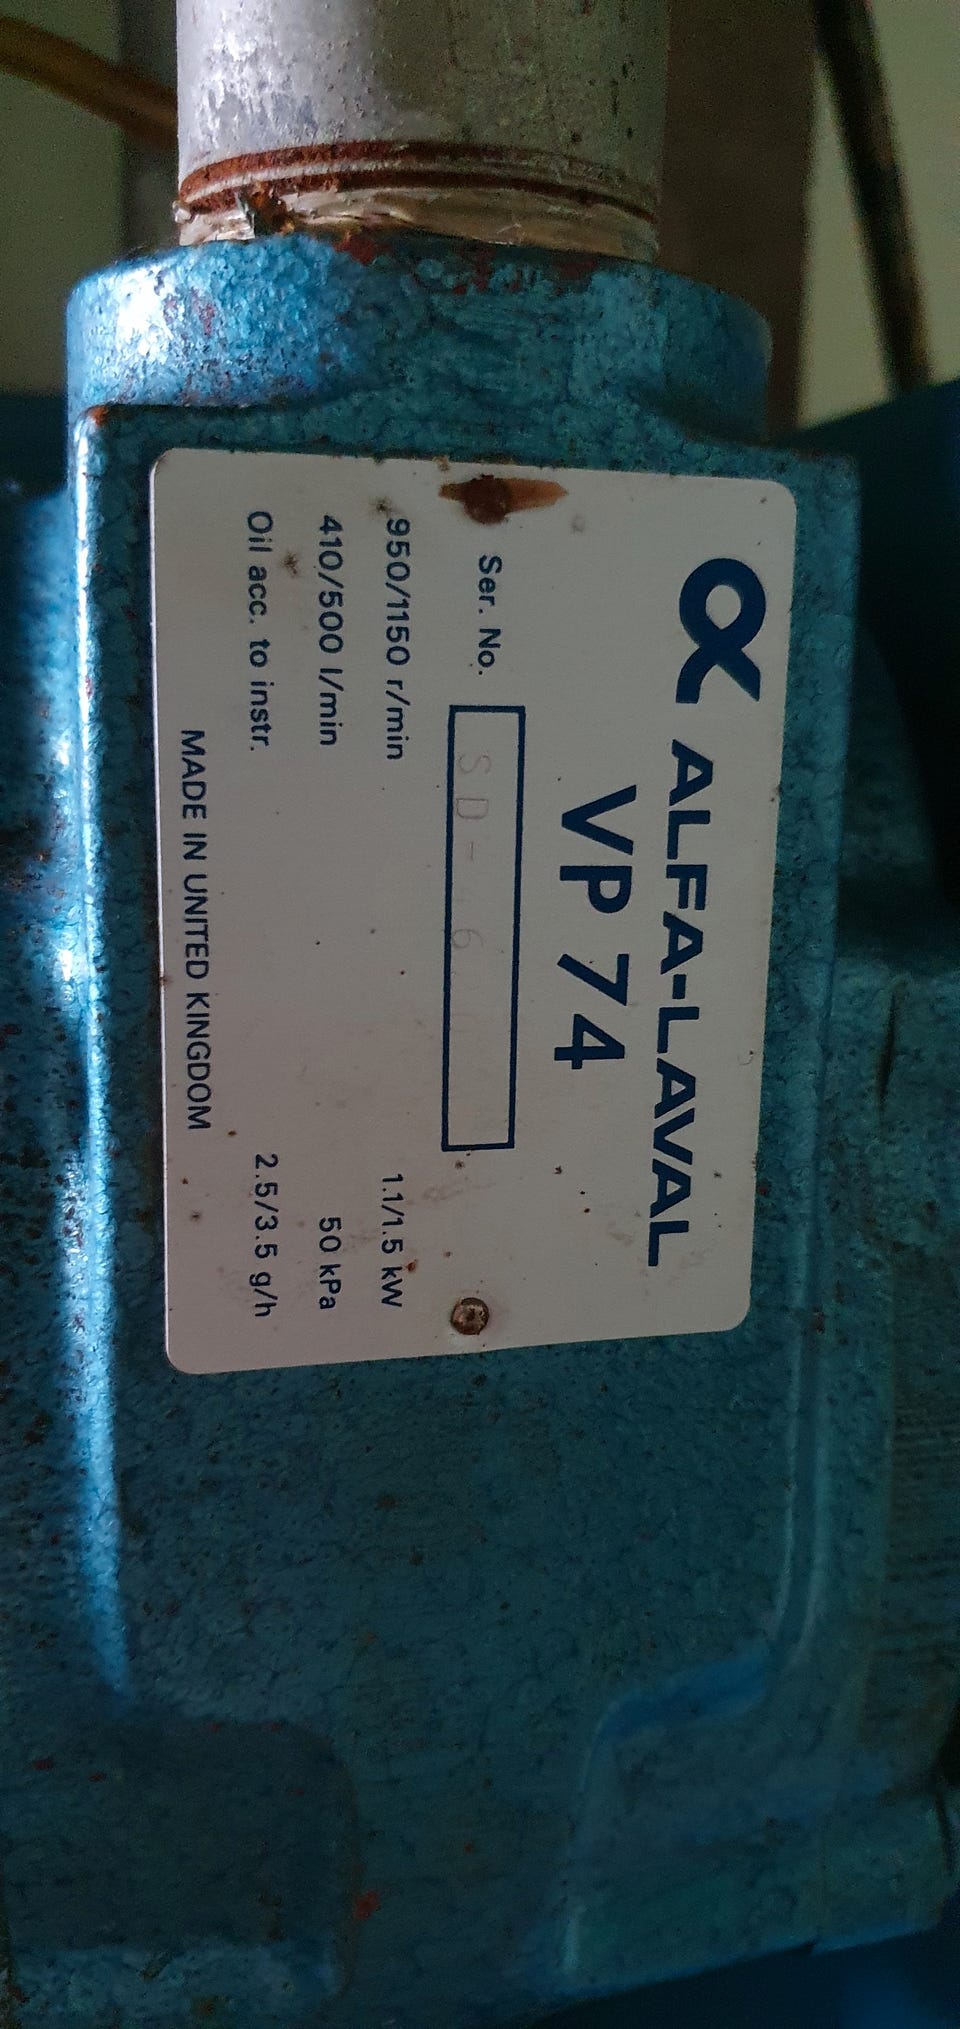 ALFA-LAVAL
VP 74
Ser. No.
950/1150 r/min 1.1/1.5 kW
410/500 l/min 50 kPa
Oil acc. to instr. 2.5/3.5 g/h
MADE IN UNITED KINGDOM